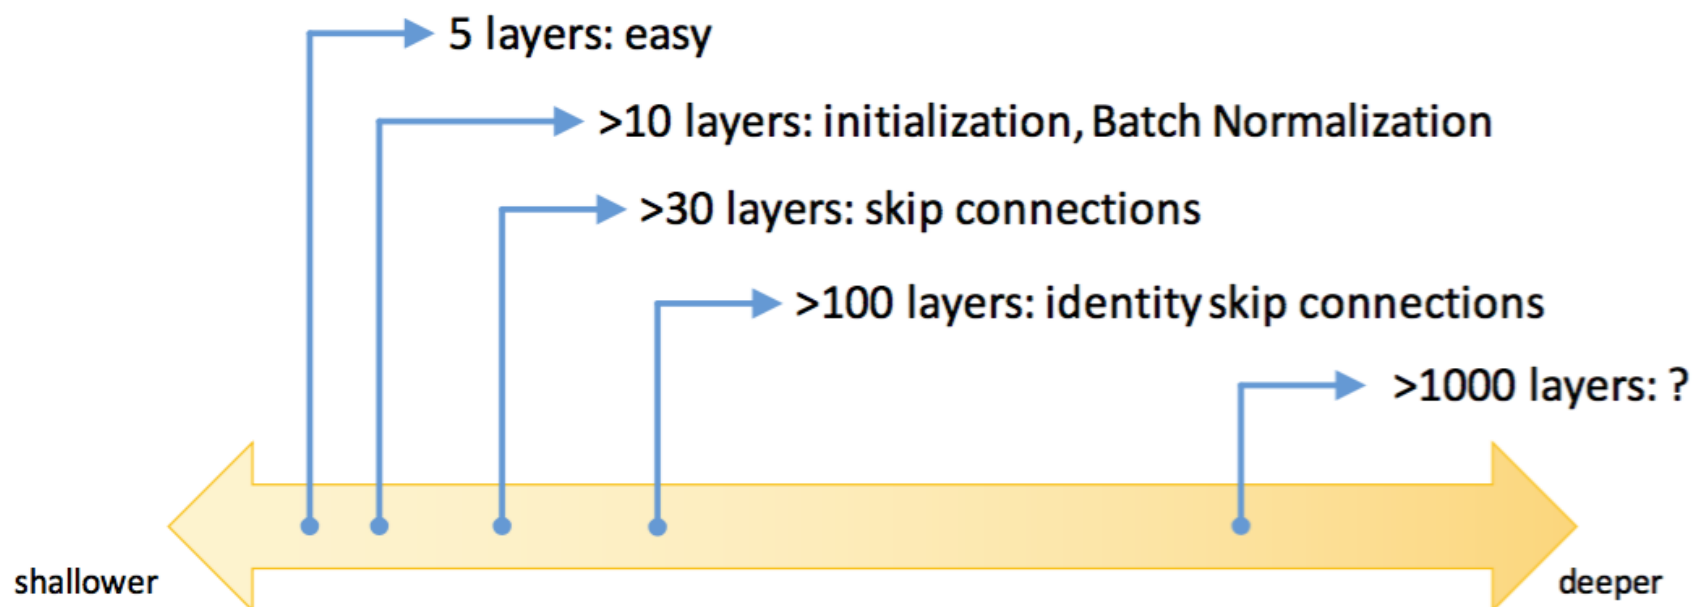 5 layers: easy
>10 layers: initialization, Batch Normalization
>30 layers: skip connections
>100 layers: identity skip connections
>1000 layers: ?
shallower
deeper